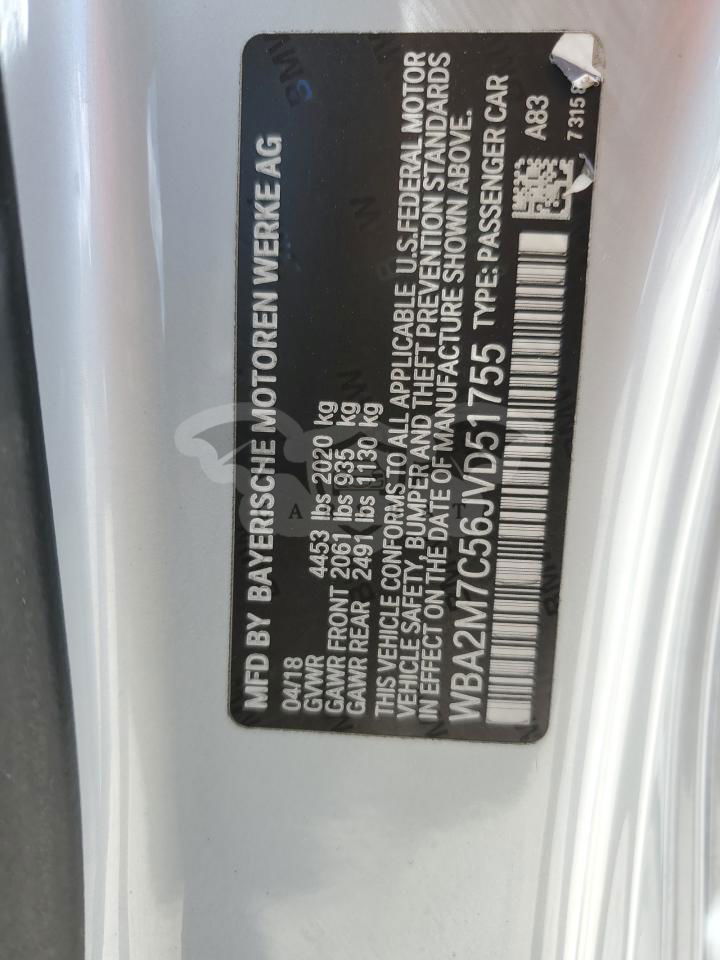 MFD BY BAYERISCHE MOTOREN WERKE AG
04/18
GVWR 4453 lbs 2020 kg
GAWR FRONT 2061 lbs 935 kg
GAWR REAR 2491 lbs 1130 kg
THIS VEHICLE CONFORMS TO ALL APPLICABLE U.S.FEDERAL MOTOR
VEHICLE SAFETY, BUMPER AND THEFT PREVENTION STANDARDS
IN EFFECT ON THE DATE OF MANUFACTURE SHOWN ABOVE.
WBA2M7C56JVD51755 TYPE: PASSENGER CAR
A83